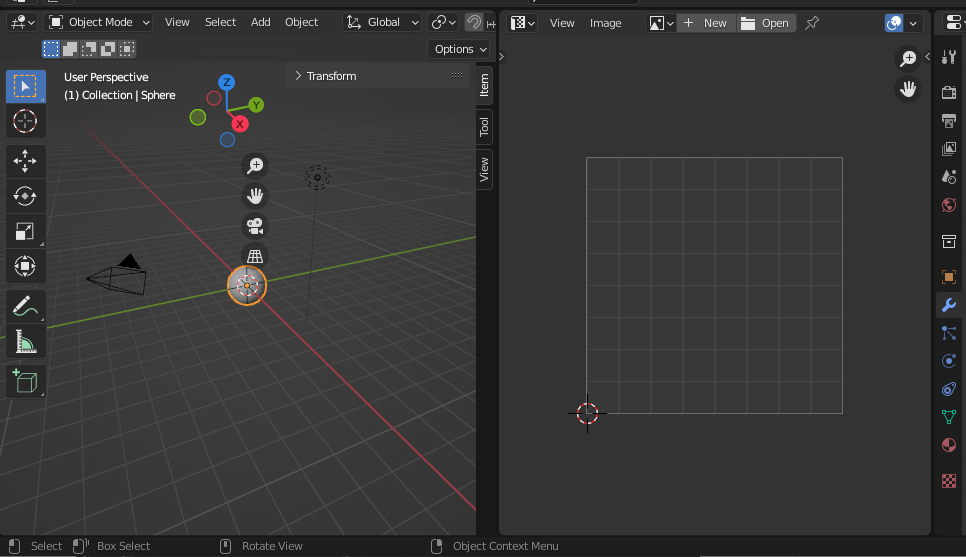 Object Mode View Select Add Object Global View Image New Open
Options
User Perspective
(1) Collection | Sphere
Transform
Item
Tool
View
Z
Y
X
Select Box Select Rotate View Object Context Menu